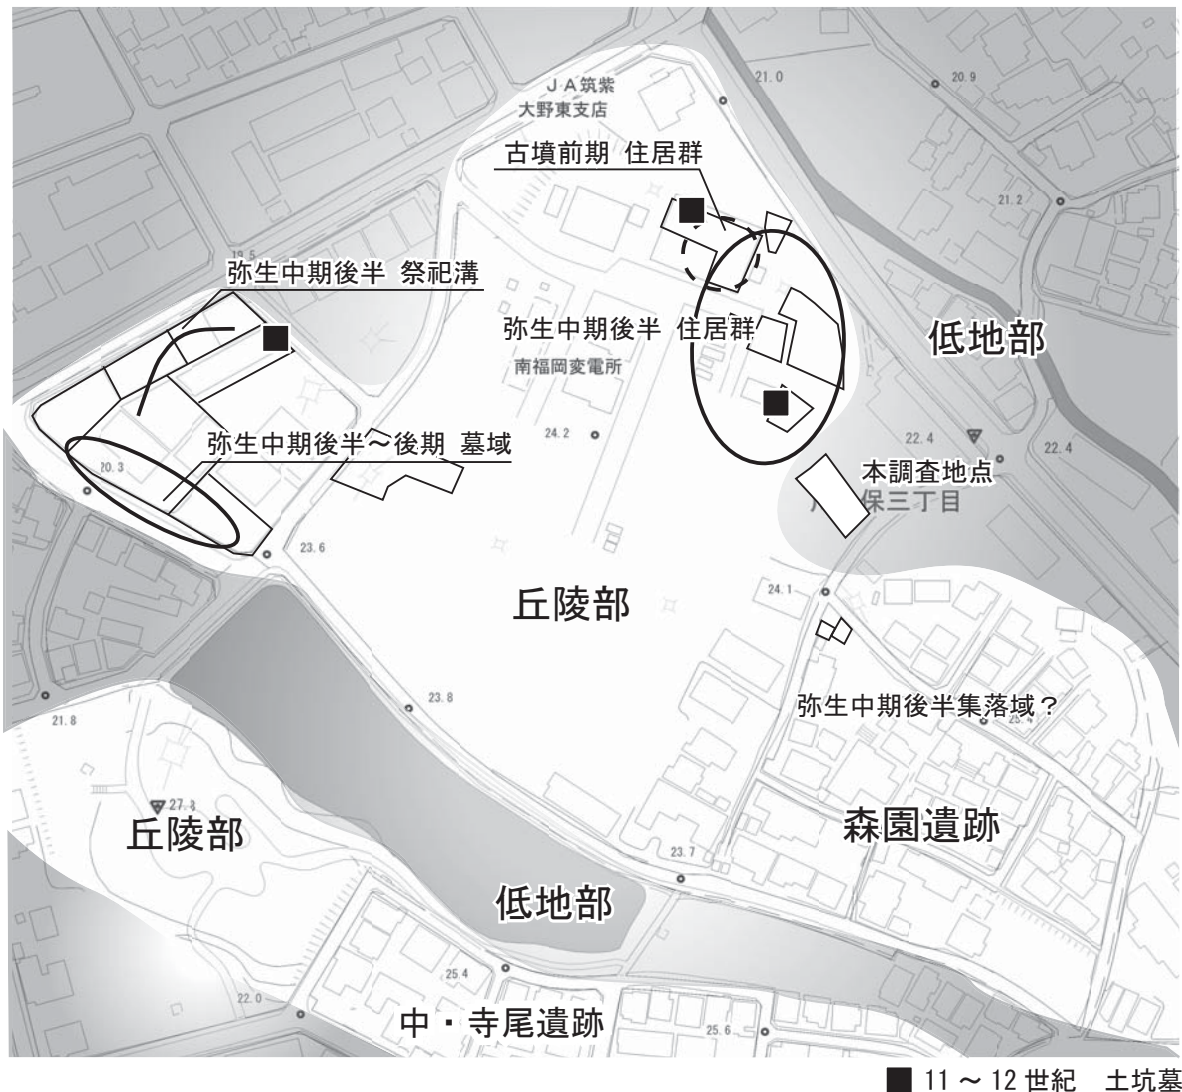 JA筑紫
大野東支店
21.0
20.9
古墳前期 住居群
21.2
19.5
弥生中期後半 祭祀溝
弥生中期後半 住居群
低地部
南福岡変電所
24.2
弥生中期後半～後期 墓域
20.3
22.4
22.4
本調査地点
保三丁目
23.6
24.1
丘陵部
23.8
21.8
弥生中期後半集落域？
25.4
27.3
丘陵部
森園遺跡
23.7
低地部
25.4
22.0
中・寺尾遺跡
25.6
■ 11～12世紀 土坑墓